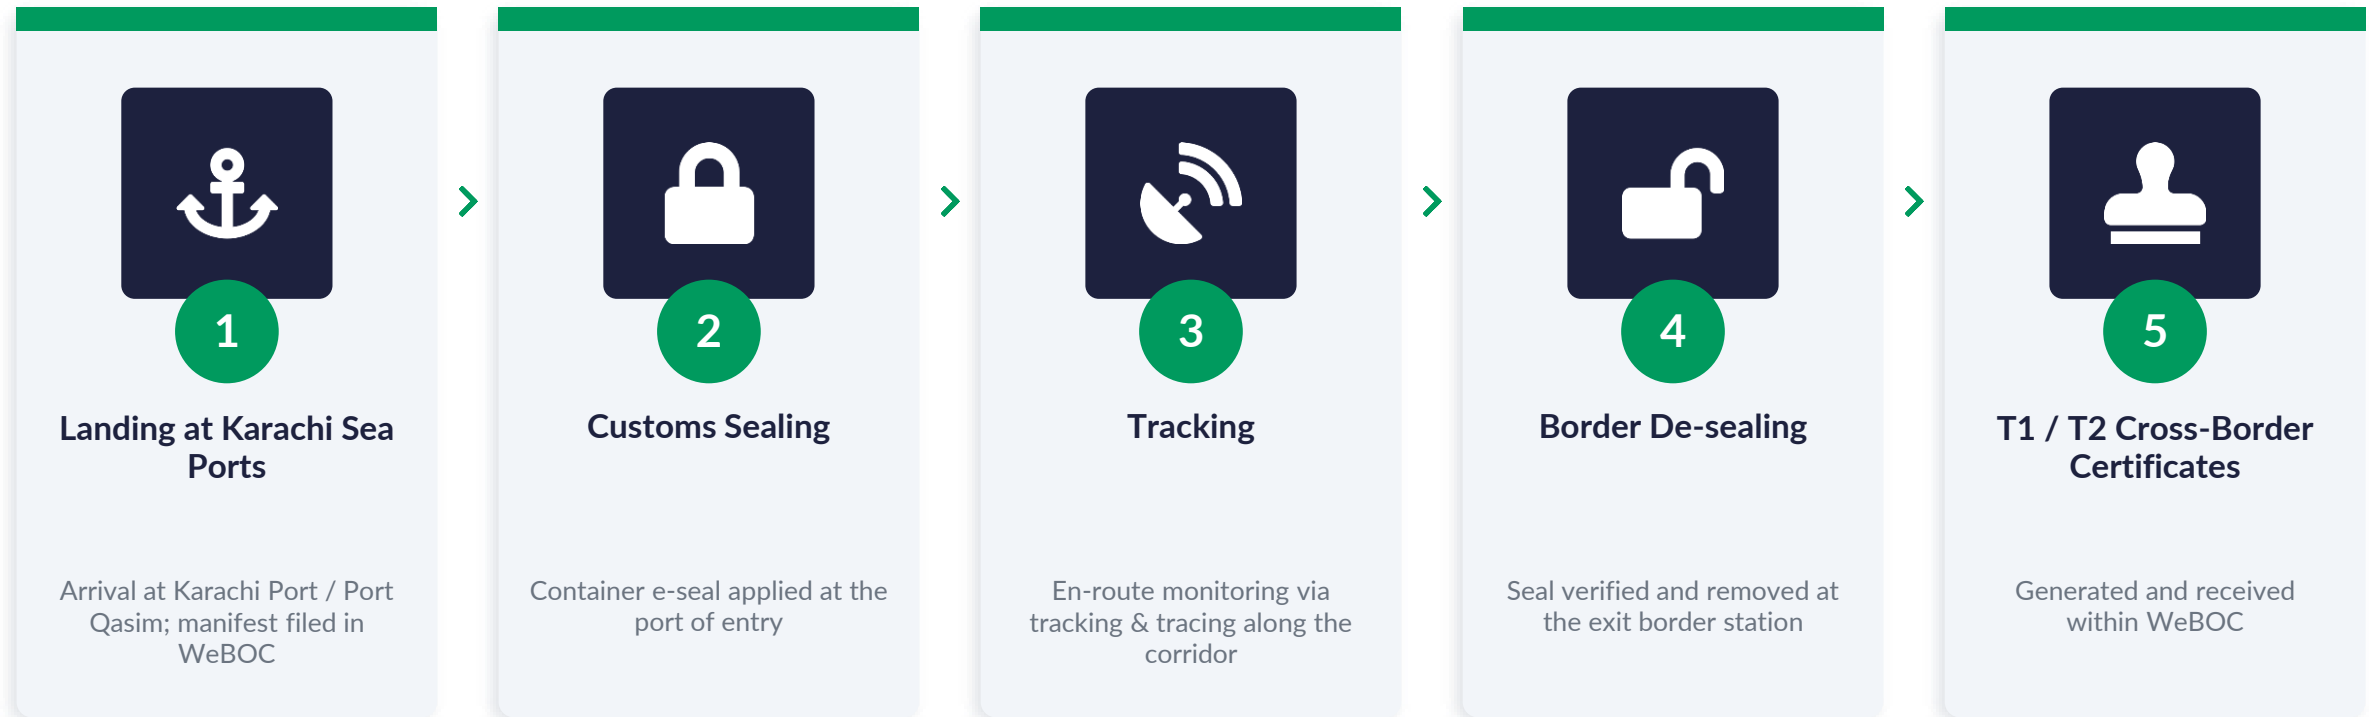 1
Landing at Karachi Sea
Ports
Arrival at Karachi Port / Port
Qasim; manifest filed in
WeBOC
2
Customs Sealing
Container e-seal applied at the
port of entry
3
Tracking
En-route monitoring via
tracking & tracing along the
corridor
4
Border De-sealing
Seal verified and removed at
the exit border station
5
T1 / T2 Cross-Border
Certificates
Generated and received
within WeBOC